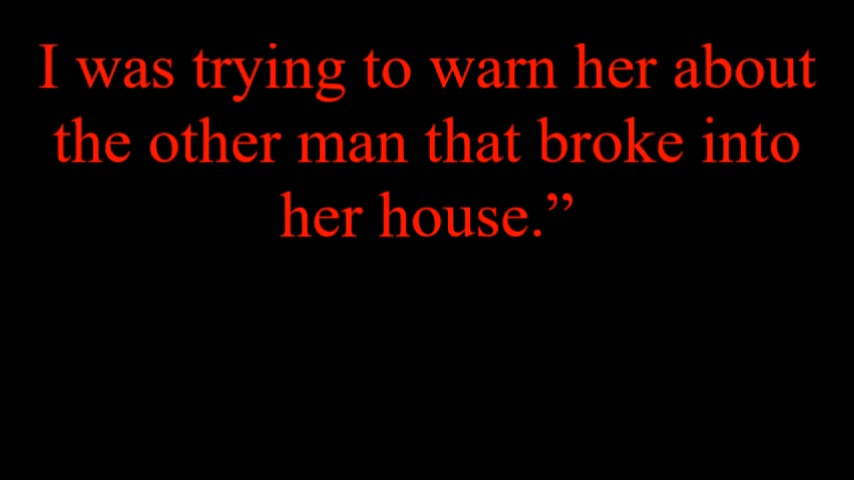 I was trying to warn her about
the other man that broke into
her house.”